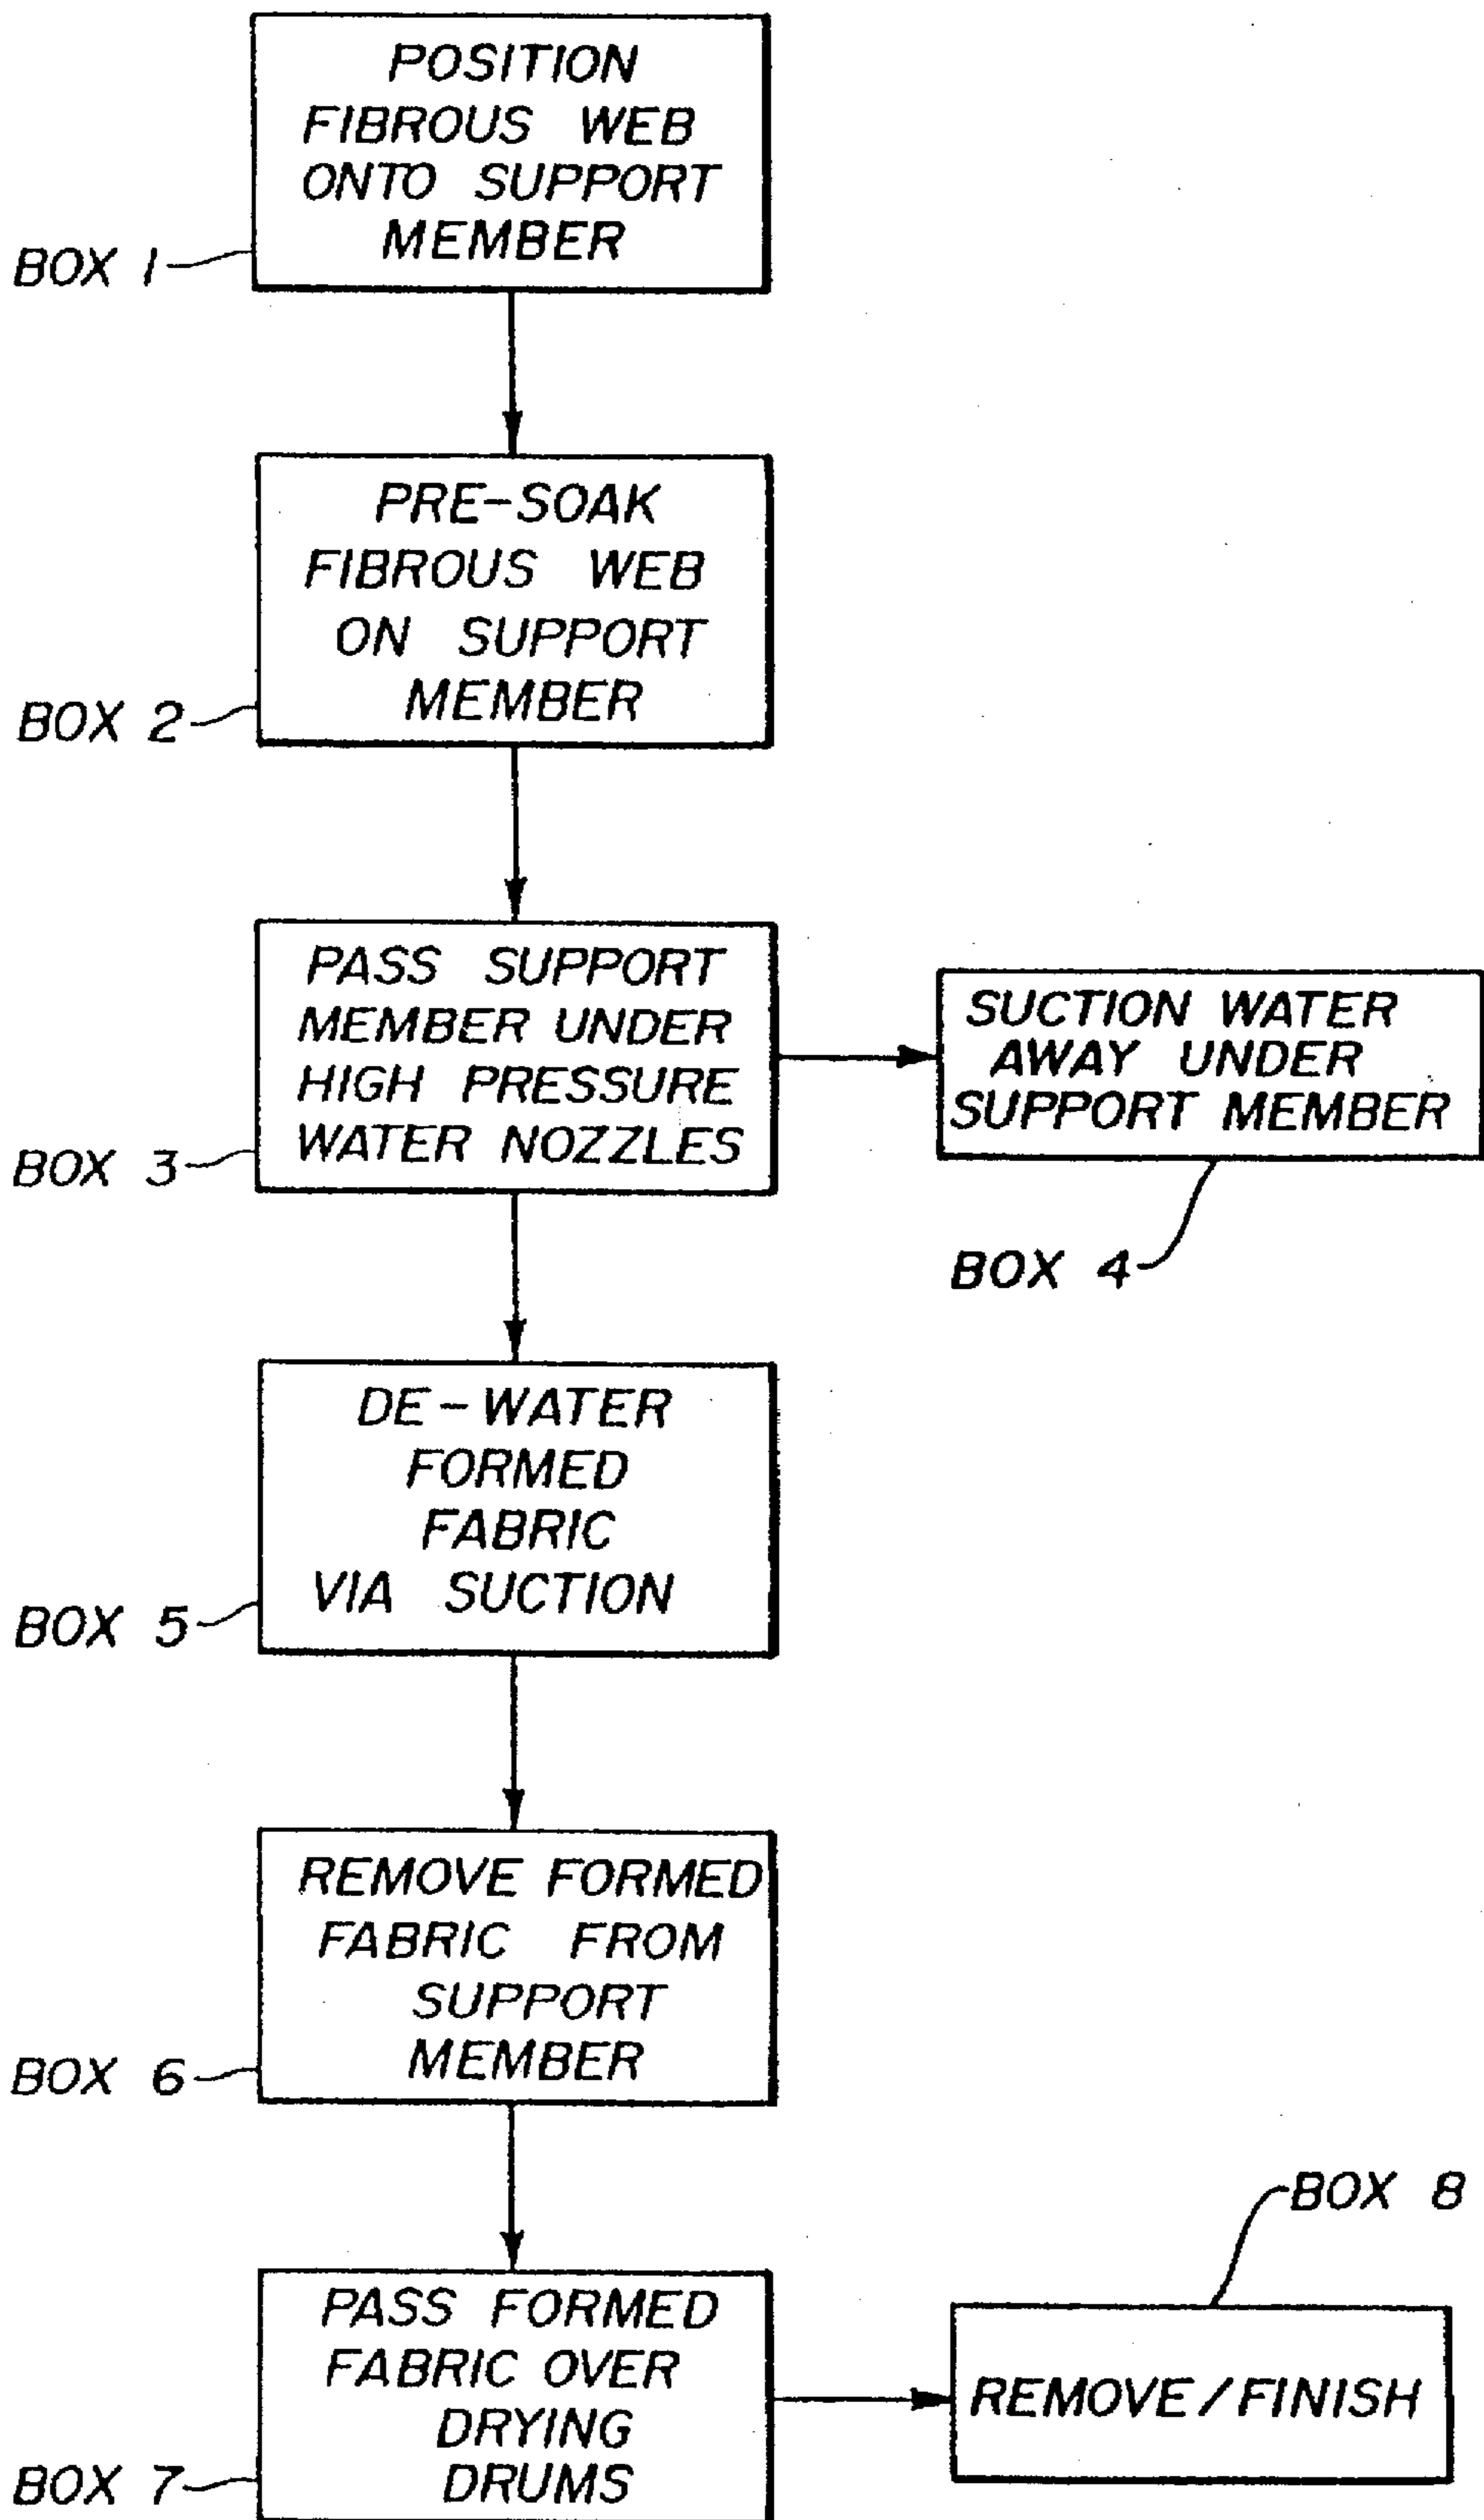 POSITION
FIBROUS WEB
ONTO SUPPORT
MEMBER
BOX 1
PRE-SOAK
FIBROUS WEB
ON SUPPORT
MEMBER
BOX 2
PASS SUPPORT
MEMBER UNDER
HIGH PRESSURE
WATER NOZZLES
BOX 3
SUCTION WATER
AWAY UNDER
SUPPORT MEMBER
BOX 4
DE-WATER
FORMED
FABRIC
VIA SUCTION
BOX 5
REMOVE FORMED
FABRIC FROM
SUPPORT
MEMBER
BOX 6
PASS FORMED
FABRIC OVER
DRYING
DRUMS
BOX 7
BOX 8
REMOVE/FINISH